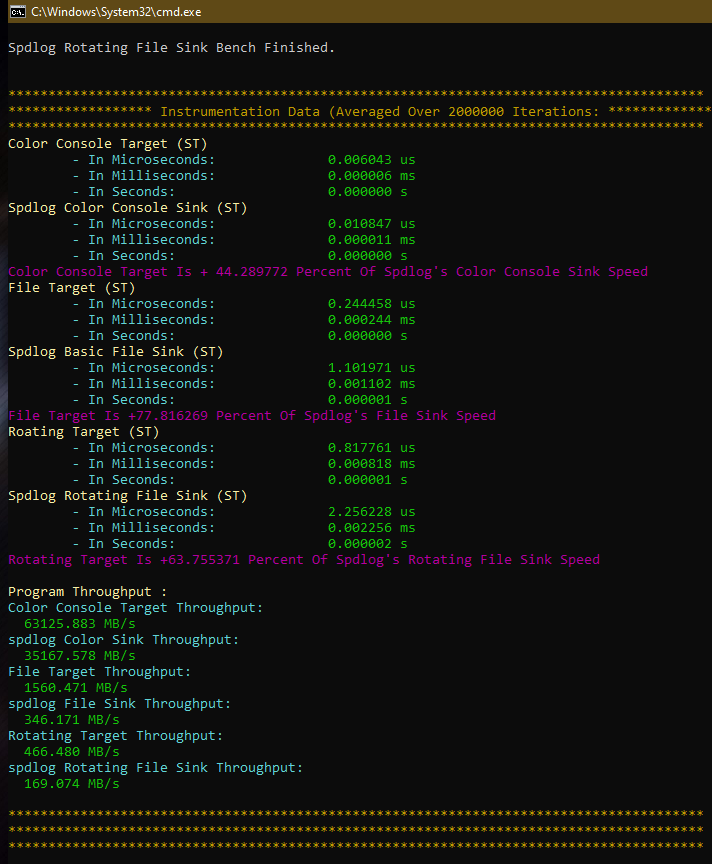 C:\Windows\System32\cmd.exe
Spdlog Rotating File Sink Bench Finished.
***************************************************************************************
****************** Instrumentation Data (Averaged Over 2000000 Iterations: *************
***************************************************************************************
Color Console Target (ST)
- In Microseconds: 0.006043 us
- In Milliseconds: 0.000006 ms
- In Seconds: 0.000000 s
Spdlog Color Console Sink (ST)
- In Microseconds: 0.010847 us
- In Milliseconds: 0.000011 ms
- In Seconds: 0.000000 s
Color Console Target Is + 44.289772 Percent Of Spdlog's Color Console Sink Speed
File Target (ST)
- In Microseconds: 0.244458 us
- In Milliseconds: 0.000244 ms
- In Seconds: 0.000000 s
Spdlog Basic File Sink (ST)
- In Microseconds: 1.101971 us
- In Milliseconds: 0.001102 ms
- In Seconds: 0.000001 s
File Target Is +77.816269 Percent Of Spdlog's File Sink Speed
Roating Target (ST)
- In Microseconds: 0.817761 us
- In Milliseconds: 0.000818 ms
- In Seconds: 0.000001 s
Spdlog Rotating File Sink (ST)
- In Microseconds: 2.256228 us
- In Milliseconds: 0.002256 ms
- In Seconds: 0.000002 s
Rotating Target Is +63.755371 Percent Of Spdlog's Rotating File Sink Speed
Program Throughput :
Color Console Target Throughput:
63125.883 MB/s
spdlog Color Sink Throughput:
35167.578 MB/s
File Target Throughput:
1560.471 MB/s
spdlog File Sink Throughput:
346.171 MB/s
Rotating Target Throughput:
466.480 MB/s
spdlog Rotating File Sink Throughput:
169.074 MB/s
***************************************************************************************
***************************************************************************************
***************************************************************************************